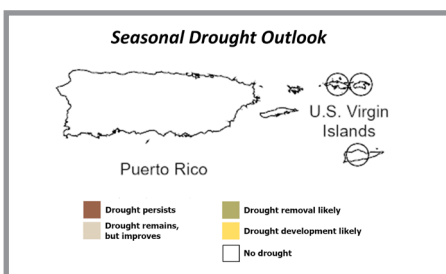 Seasonal Drought Outlook
U.S. Virgin
Islands
Puerto Rico
Drought persists
Drought remains,
but improves
Drought removal likely
Drought development likely
No drought